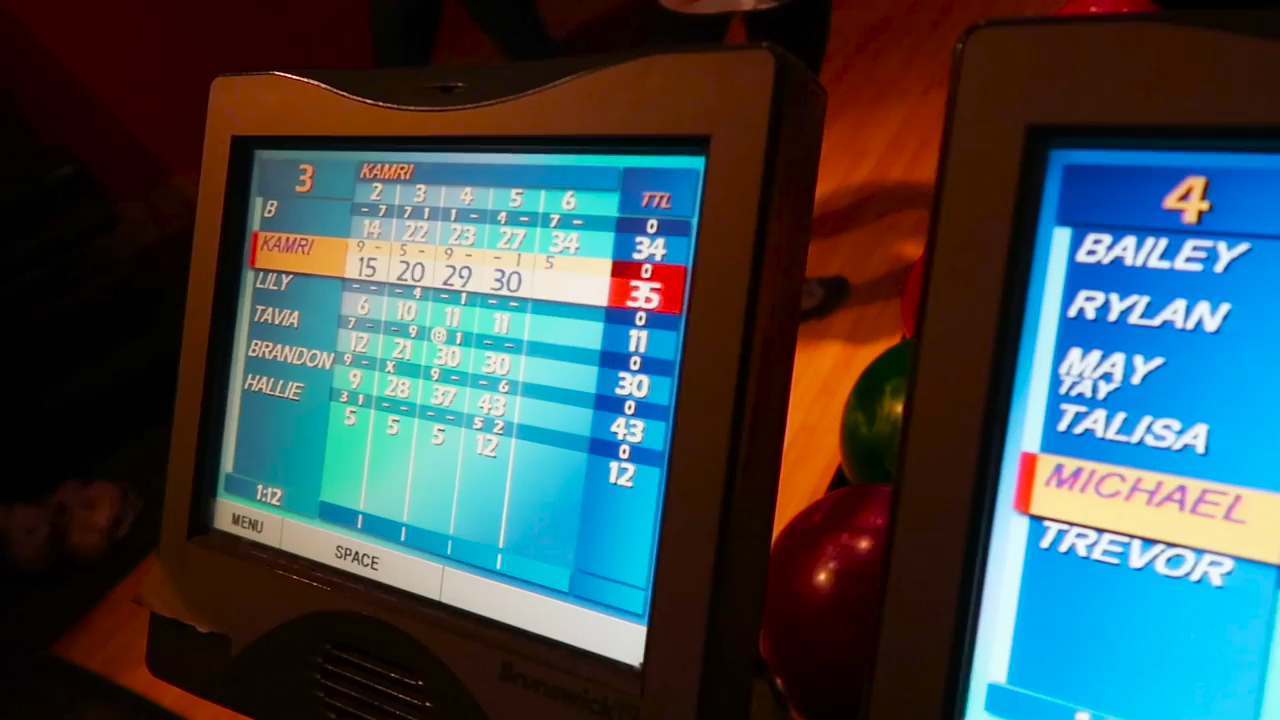 3 KAMRI
2 3 4 5 6 TTL
B - 7 7 1 1 - 4 - 7 - 0
14 22 23 27 34 34
KAMRI 9 - 5 - 9 - - 1 5 0
15 20 29 30 35
LILY - - - 4 - 1 - - 0
6 10 11 11 11
TAVIA 7 - - 9 8 1 - - 0
12 21 30 30 30
BRANDON 9 - X 9 - - 6 0
9 28 37 43 43
HALLIE 3 1 - - - - 5 2 0
5 5 5 12 12
1:12
MENU SPACE
Brunswick
4
BAILEY
RYLAN
MAY
TAY
TALISA
MICHAEL
TREVOR